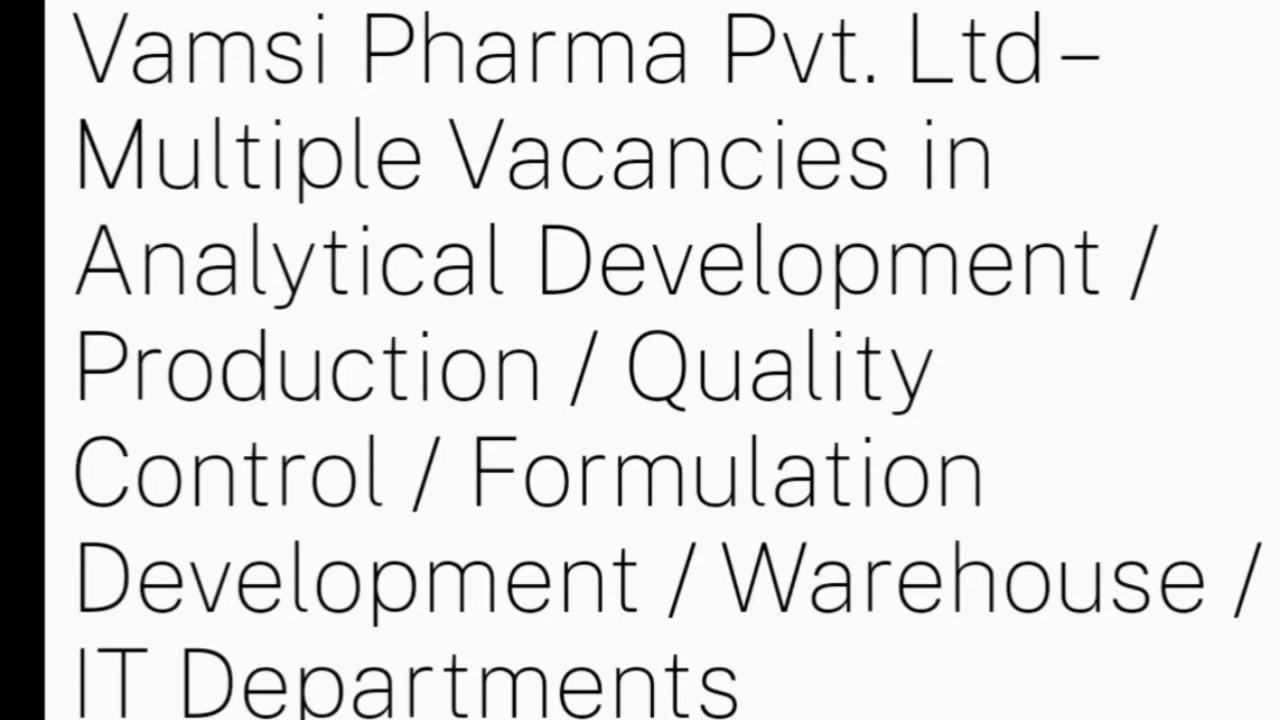 Vamsi Pharma Pvt. Ltd –
Multiple Vacancies in
Analytical Development /
Production / Quality
Control / Formulation
Development / Warehouse /
IT Departments